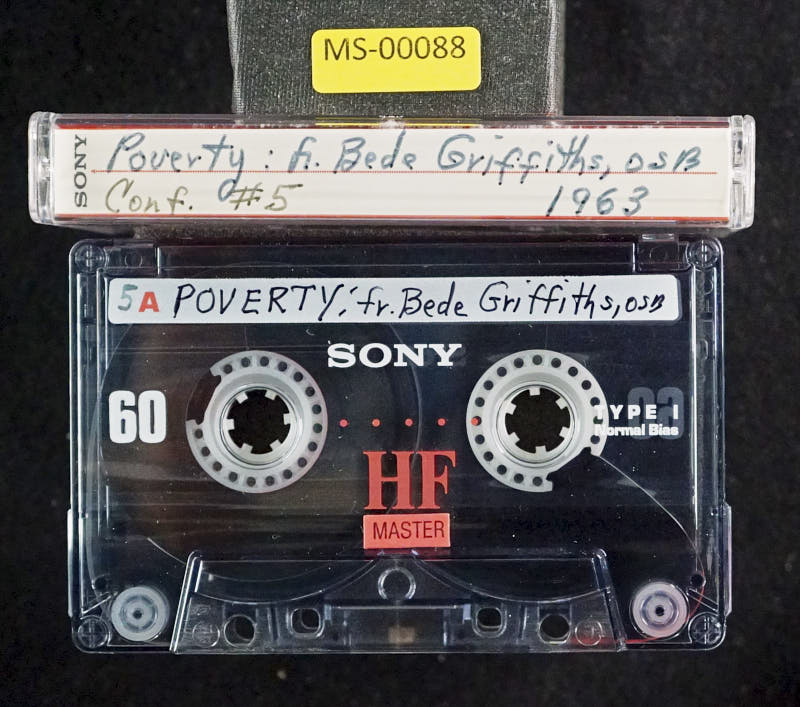 MS-00088
SONY
Poverty: fr. Bede Griffiths, OSB
Conf. #5 1963
5A POVERTY: fr. Bede Griffiths, OSB
SONY
60
TYPE I
Normal Bias
HF
MASTER